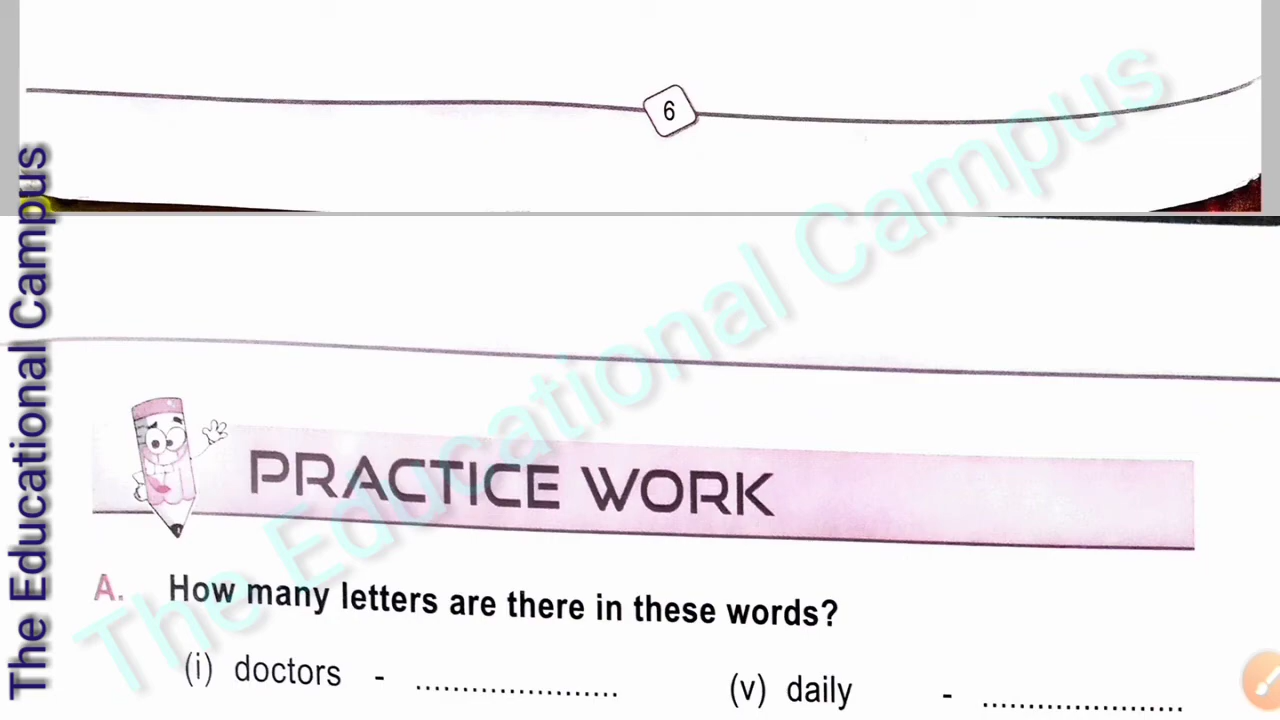 6
The Educational Campus
The Educational Campus
PRACTICE WORK
A. How many letters are there in these words?
(i) doctors - ......................
(v) daily - ......................